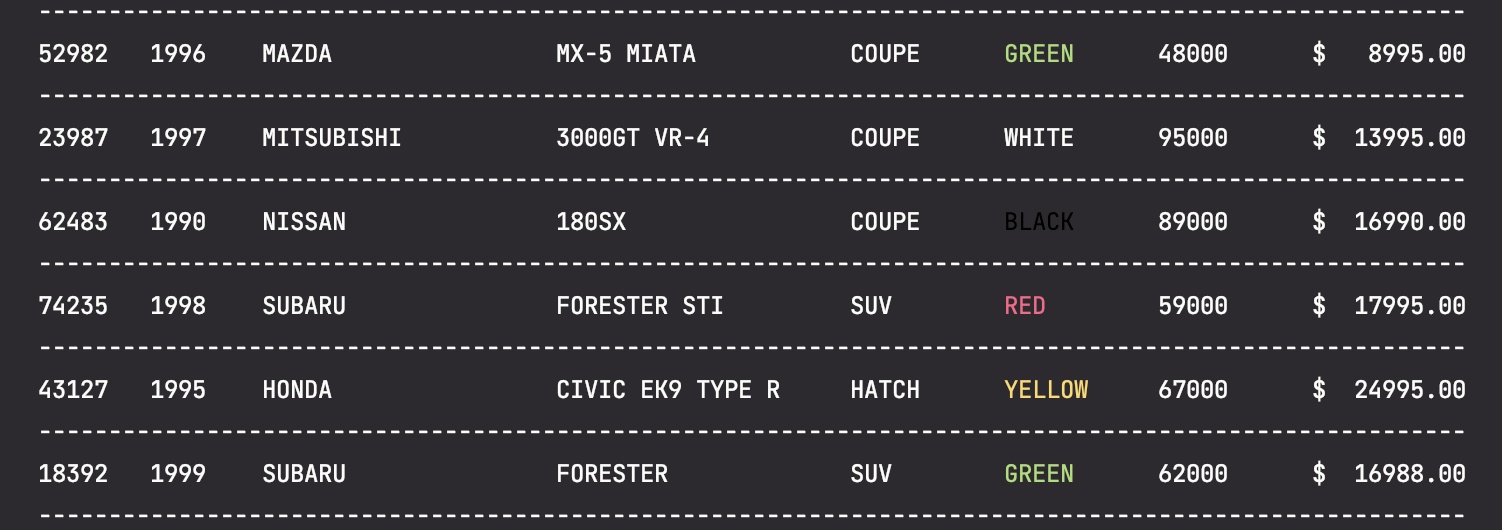 52982 1996 MAZDA MX-5 MIATA COUPE GREEN 48000 $ 8995.00
23987 1997 MITSUBISHI 3000GT VR-4 COUPE WHITE 95000 $ 13995.00
62483 1990 NISSAN 180SX COUPE BLACK 89000 $ 16990.00
74235 1998 SUBARU FORESTER STI SUV RED 59000 $ 17995.00
43127 1995 HONDA CIVIC EK9 TYPE R HATCH YELLOW 67000 $ 24995.00
18392 1999 SUBARU FORESTER SUV GREEN 62000 $ 16988.00